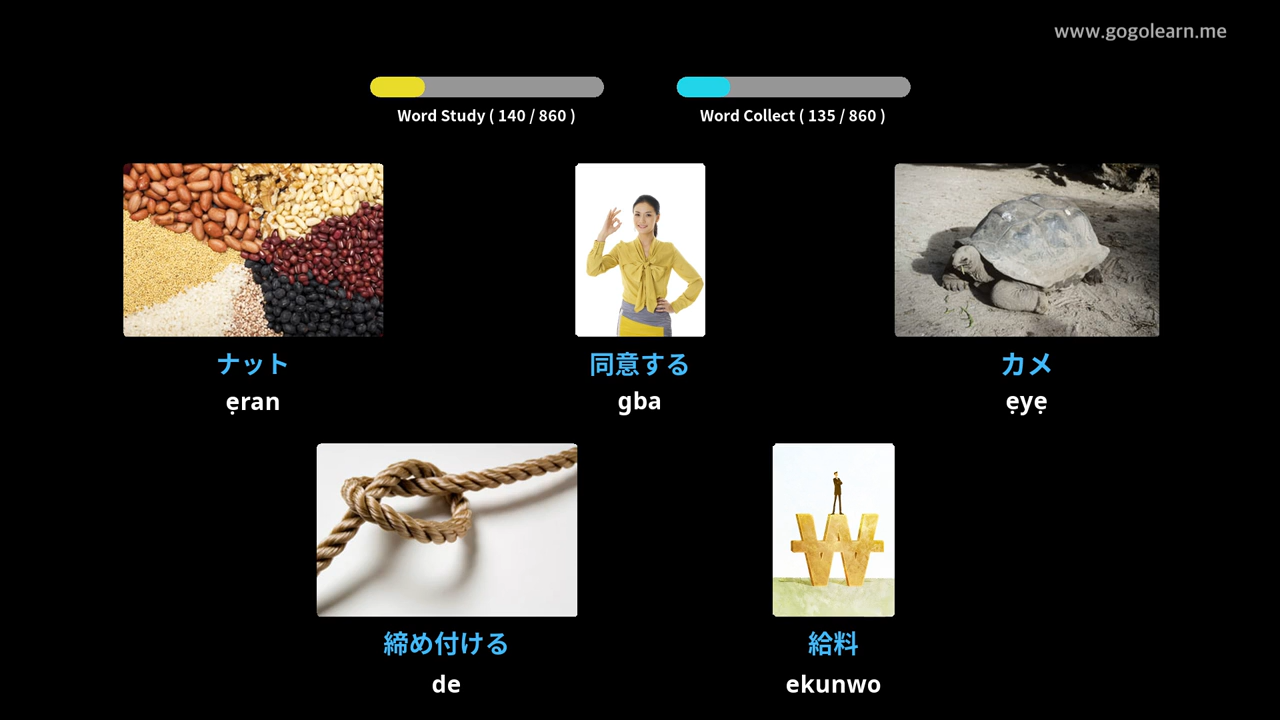 www.gogolearn.me
Word Study ( 140 / 860 )
Word Collect ( 135 / 860 )
ナット
ẹran
同意する
gba
カメ
ẹyẹ
締め付ける
de
給料
ekunwo